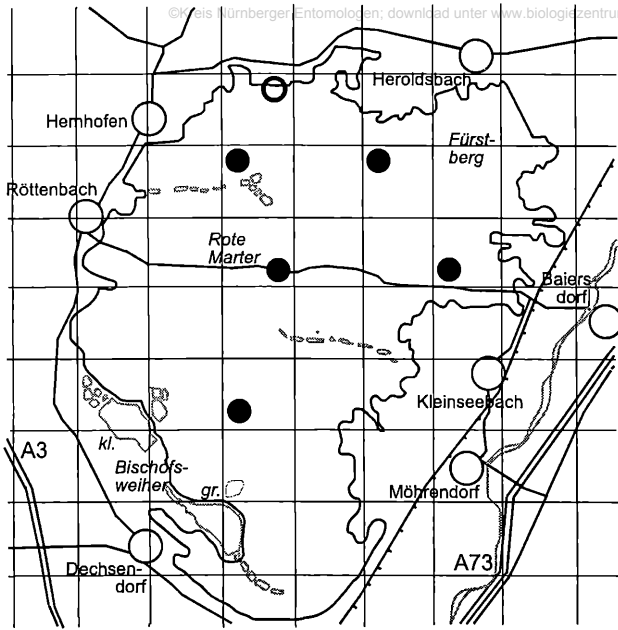 ©Kreis Nürnberger Entomologen; download unter www.biologiezentru
Heroldsbach
Hemhofen
Fürst-
berg
Röttenbach
Rote
Marter
Baiers
dorf
Kleinseebach
kl.
A3
Bischofs-
weiher
gr.
Möhrendorf
A73
Dechsen-
dorf